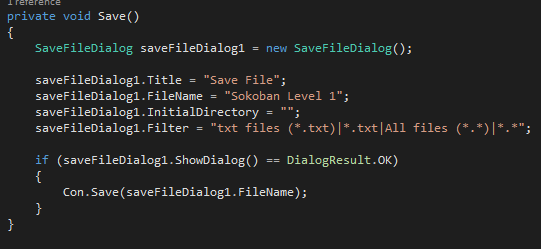 1 reference
private void Save()
{
SaveFileDialog saveFileDialog1 = new SaveFileDialog();
saveFileDialog1.Title = "Save File";
saveFileDialog1.FileName = "Sokoban Level 1";
saveFileDialog1.InitialDirectory = "";
saveFileDialog1.Filter = "txt files (*.txt)|*.txt|All files (*.*)|*.*";
if (saveFileDialog1.ShowDialog() == DialogResult.OK)
{
Con.Save(saveFileDialog1.FileName);
}
}